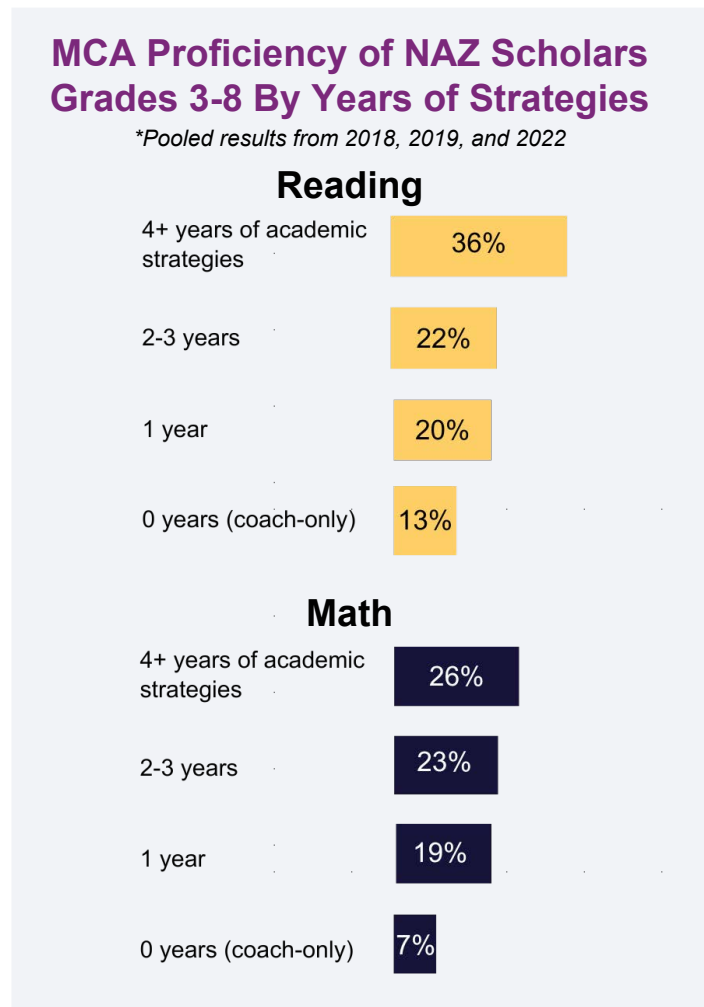 MCA Proficiency of NAZ Scholars
Grades 3-8 By Years of Strategies
*Pooled results from 2018, 2019, and 2022
Reading
4+ years of academic
strategies
36%
2-3 years
22%
1 year
20%
0 years (coach-only)
13%
Math
4+ years of academic
strategies
26%
2-3 years
23%
1 year
19%
0 years (coach-only)
7%